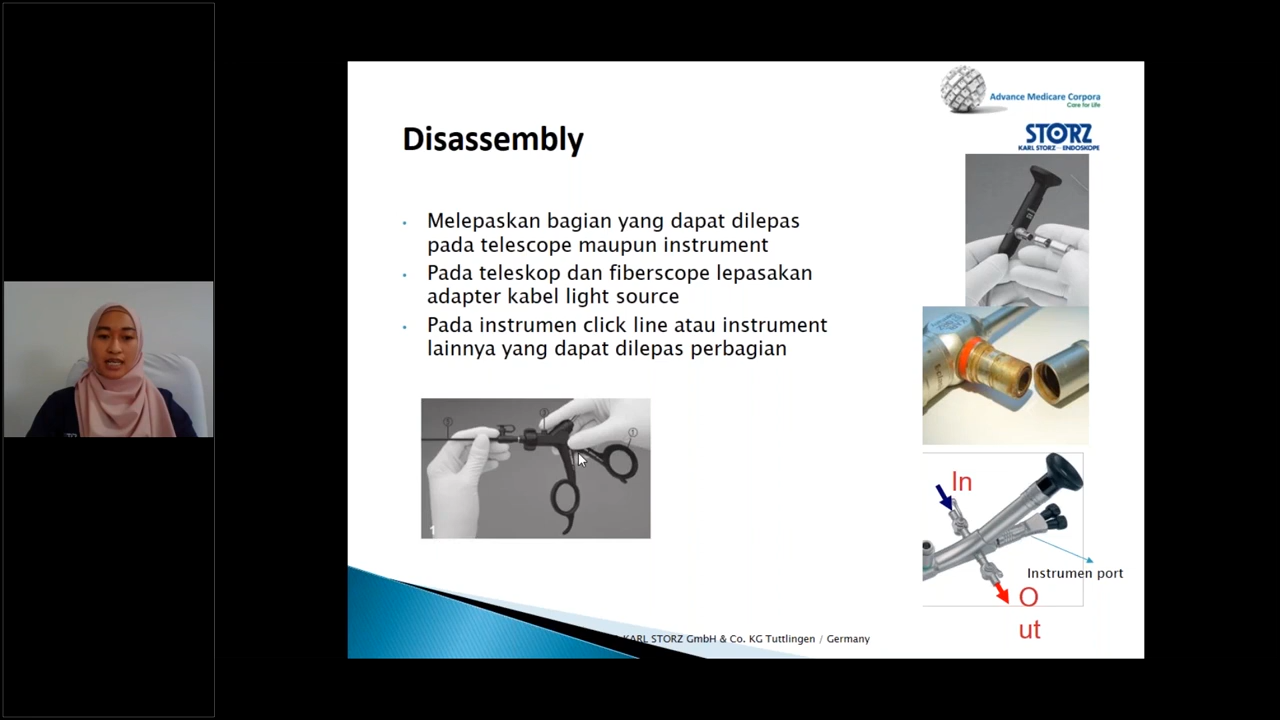 Advance Medicare Corpora
Care for Life
STORZ
KARL STORZ – ENDOSKOPE
Disassembly
Melepaskan bagian yang dapat dilepas
pada telescope maupun instrument
Pada teleskop dan fiberscope lepasakan
adapter kabel light source
Pada instrumen click line atau instrument
lainnya yang dapat dilepas perbagian
1
In
Instrumen port
O
ut
KARL STORZ GmbH & Co. KG Tuttlingen / Germany